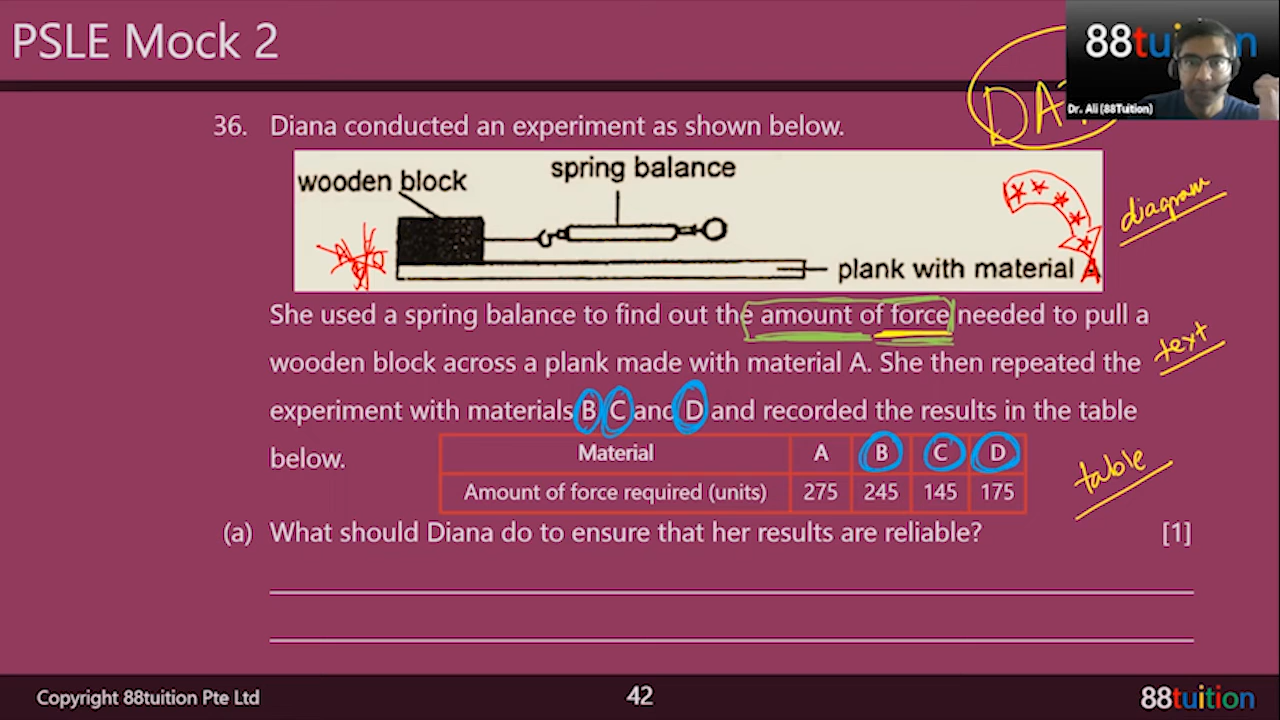 PSLE Mock 2
88tu n
Dr. Ali (88Tuition)
DA
36. Diana conducted an experiment as shown below.
wooden block
spring balance
plank with material A
diagram
She used a spring balance to find out the amount of force needed to pull a
wooden block across a plank made with material A. She then repeated the
text
experiment with materials B C and D and recorded the results in the table
below.
Material A B C D
Amount of force required (units) 275 245 145 175
table
(a) What should Diana do to ensure that her results are reliable? [1]
Copyright 88tuition Pte Ltd
42
88tuition